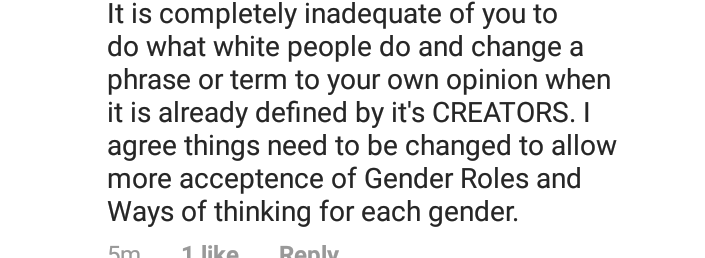 It is completely inadequate of you to
do what white people do and change a
phrase or term to your own opinion when
it is already defined by it's CREATORS. I
agree things need to be changed to allow
more acceptence of Gender Roles and
Ways of thinking for each gender.
5m 1 like Reply